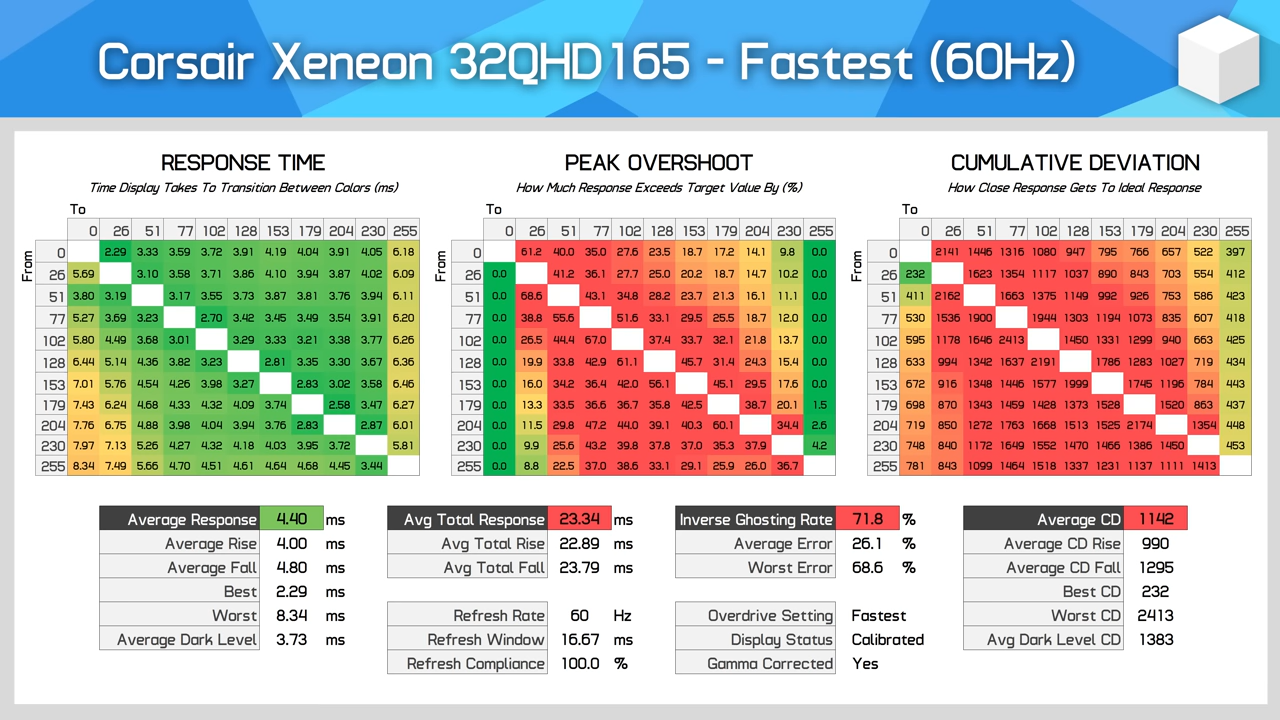 Corsair Xeneon 32QHD165 - Fastest (60Hz)
RESPONSE TIME
Time Display Takes To Transition Between Colors (ms)
To
From
0 26 51 77 102 128 153 179 204 230 255
0 2.29 3.33 3.59 3.72 3.91 4.19 4.04 3.91 4.05 6.18
26 5.69 3.10 3.58 3.71 3.86 4.10 3.94 3.87 4.02 6.09
51 3.80 3.19 3.17 3.55 3.73 3.87 3.81 3.76 3.94 6.11
77 5.27 3.69 3.23 2.70 3.42 3.45 3.49 3.54 3.91 6.20
102 5.80 4.49 3.68 3.01 3.29 3.33 3.21 3.38 3.77 6.26
128 6.44 5.14 4.36 3.82 3.23 2.81 3.35 3.30 3.67 6.36
153 7.01 5.76 4.54 4.26 3.98 3.27 2.83 3.02 3.58 6.46
179 7.43 6.24 4.68 4.33 4.32 4.09 3.74 2.58 3.47 6.27
204 7.76 6.75 4.88 3.98 4.04 3.94 3.76 2.83 2.87 6.01
230 7.97 7.13 5.26 4.27 4.32 4.18 4.03 3.95 3.72 5.81
255 8.34 7.49 5.66 4.70 4.51 4.61 4.64 4.68 4.45 3.44
PEAK OVERSHOOT
How Much Response Exceeds Target Value By (%)
To
From
0 26 51 77 102 128 153 179 204 230 255
0 61.2 40.0 35.0 27.6 23.5 18.7 17.2 14.1 9.8 0.0
26 0.0 41.2 36.1 27.7 25.0 20.2 18.7 14.7 10.2 0.0
51 0.0 68.6 43.1 34.8 28.2 23.7 21.3 16.1 11.1 0.0
77 0.0 38.8 55.6 51.6 33.1 29.5 25.5 18.7 12.0 0.0
102 0.0 26.5 44.4 67.0 37.4 33.7 32.1 21.8 13.7 0.0
128 0.0 19.9 33.8 42.9 61.1 45.7 31.4 24.3 15.4 0.0
153 0.0 16.0 34.2 36.4 42.0 56.1 45.1 29.5 17.6 0.0
179 0.0 13.3 33.5 36.6 36.7 35.8 42.5 38.7 20.1 1.5
204 0.0 11.5 29.8 44.7 41.0 39.1 40.3 60.1 34.4 2.6
230 0.0 9.9 25.6 43.2 39.8 37.8 37.0 35.3 37.9 4.2
255 0.0 8.8 22.5 37.0 38.6 33.1 29.1 25.9 26.0 36.7
CUMULATIVE DEVIATION
How Close Response Gets To Ideal Response
To
From
0 26 51 77 102 128 153 179 204 230 255
0 2141 1446 1316 1080 947 795 766 657 522 397
26 232 1623 1354 1117 1037 890 843 703 554 412
51 411 2162 1663 1375 1149 992 926 753 586 423
77 530 1536 1900 1944 1303 1194 1073 835 607 418
102 595 1178 1646 2413 1450 1331 1299 940 663 425
128 633 994 1342 1637 2191 1786 1283 1027 719 434
153 672 916 1348 1446 1577 1999 1745 1196 784 443
179 698 870 1343 1459 1428 1373 1528 1520 863 437
204 719 850 1272 1763 1668 1513 1525 2174 1354 448
230 748 840 1172 1649 1552 1470 1466 1386 1450 453
255 781 843 1099 1464 1518 1337 1231 1137 1111 1413
Average Response 4.40 ms
Average Rise 4.00 ms
Average Fall 4.80 ms
Best 2.29 ms
Worst 8.34 ms
Average Dark Level 3.73 ms
Avg Total Response 23.34 ms
Avg Total Rise 22.89 ms
Avg Total Fall 23.79 ms
Refresh Rate 60 Hz
Refresh Window 16.67 ms
Refresh Compliance 100.0 %
Inverse Ghosting Rate 71.8 %
Average Error 26.1 %
Worst Error 68.6 %
Overdrive Setting Fastest
Display Status Calibrated
Gamma Corrected Yes
Average CD 1142
Average CD Rise 990
Average CD Fall 1295
Best CD 232
Worst CD 2413
Avg Dark Level CD 1383